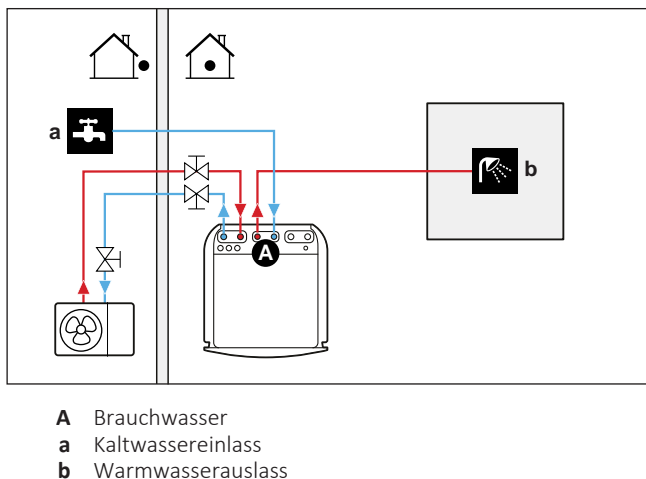 a
b
A
A Brauchwasser
a Kaltwassereinlass
b Warmwasserauslass